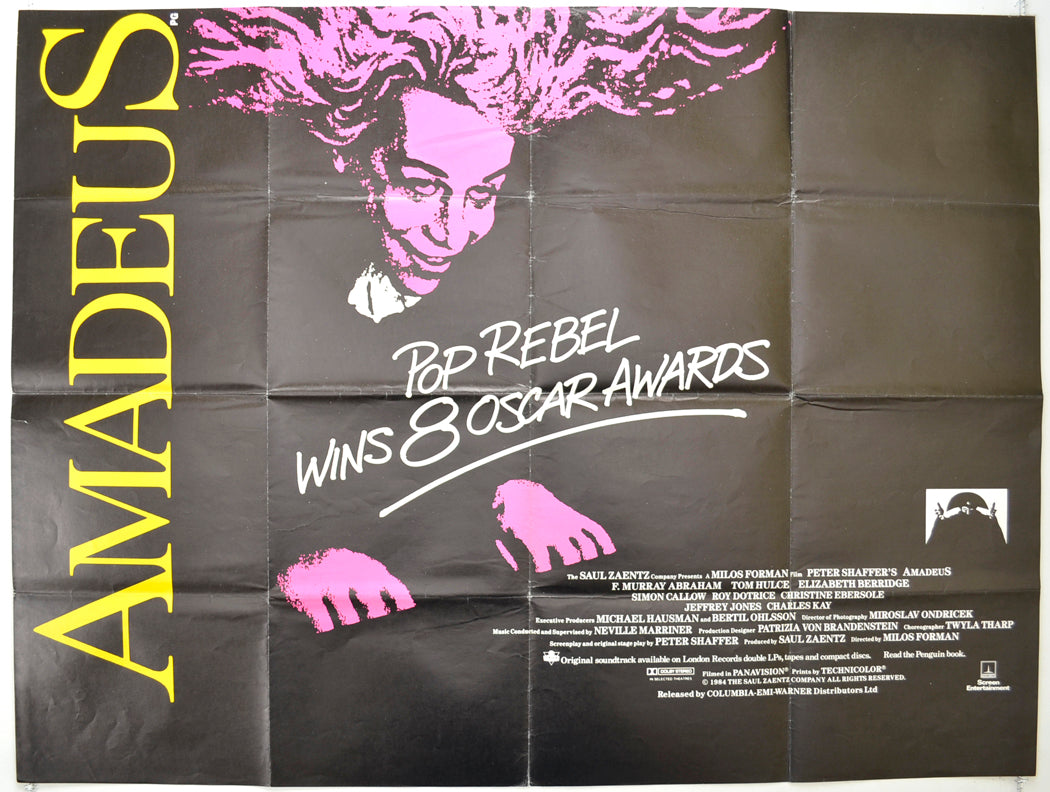 AMADEUS
PG
POP REBEL
WINS 8 OSCAR AWARDS
The SAUL ZAENTZ Company Presents A MILOS FORMAN Film PETER SHAFFER'S AMADEUS
F. MURRAY ABRAHAM TOM HULCE ELIZABETH BERRIDGE
SIMON CALLOW ROY DOTRICE CHRISTINE EBERSOLE
JEFFREY JONES CHARLES KAY
Executive Producers MICHAEL HAUSMAN and BERTIL OHLSSON Director of Photography MIROSLAV ONDRICEK
Music Conducted and Supervised by NEVILLE MARRINER Production Designer PATRIZIA VON BRANDENSTEIN Choreographer TWYLA THARP
Screenplay and original stage play by PETER SHAFFER Produced by SAUL ZAENTZ Directed by MILOS FORMAN
Original soundtrack available on London Records double LPs, tapes and compact discs. Read the Penguin book.
DOLBY STEREO
IN SELECTED THEATRES
Filmed in PANAVISION® Prints by TECHNICOLOR®
© 1984 THE SAUL ZAENTZ COMPANY ALL RIGHTS RESERVED.
Released by COLUMBIA-EMI-WARNER Distributors Ltd
Screen
Entertainment